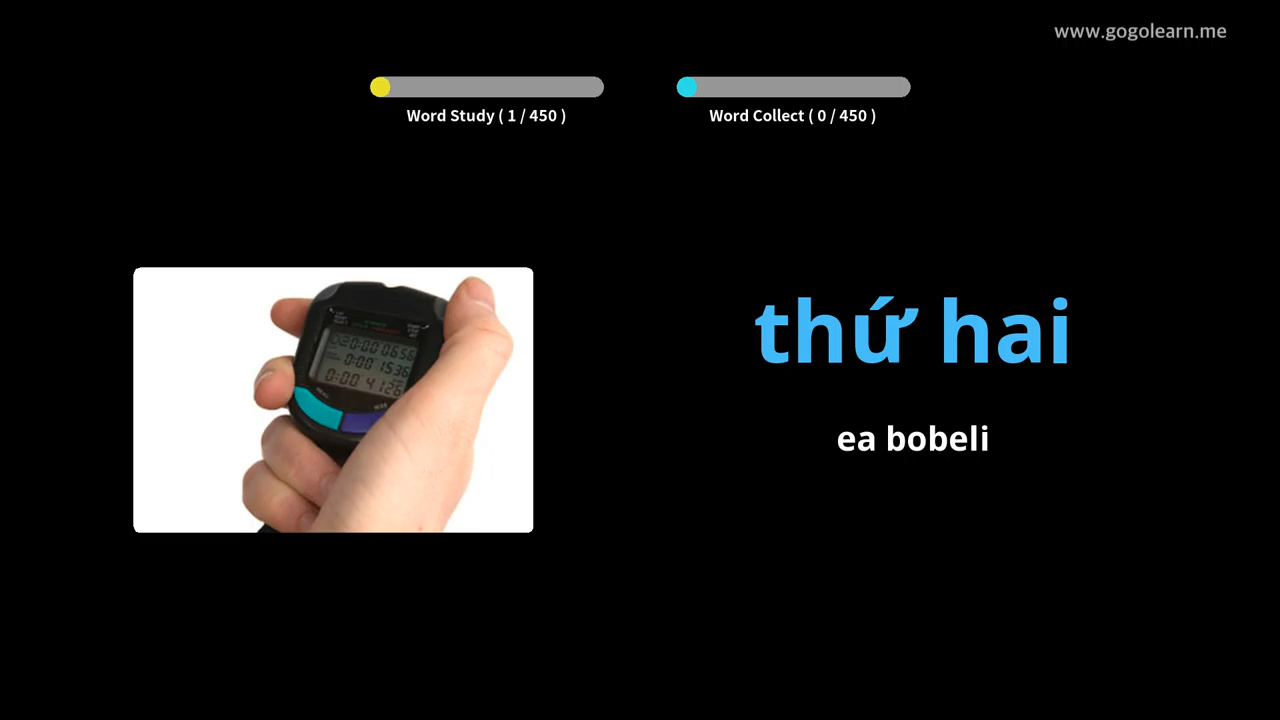 www.gogolearn.me
Word Study ( 1 / 450 )
Word Collect ( 0 / 450 )
thứ hai
ea bobeli